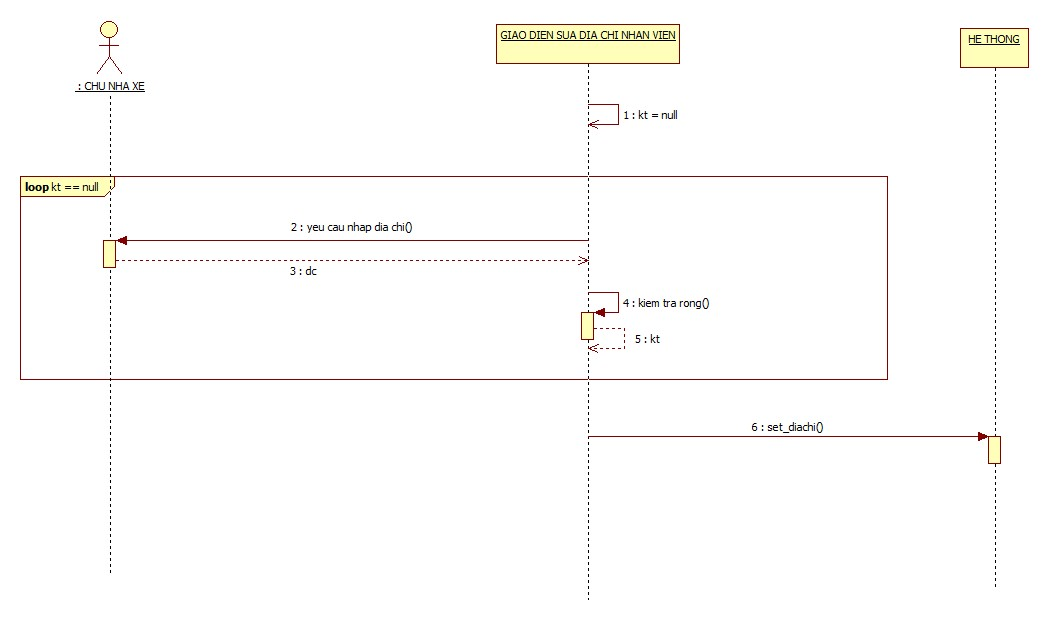 GIAO DIEN SUA DIA CHI NHAN VIEN
HE THONG
: CHU NHA XE
1 : kt = null
loop kt == null
2 : yeu cau nhap dia chi()
3 : dc
4 : kiem tra rong()
5 : kt
6 : set_diachi()